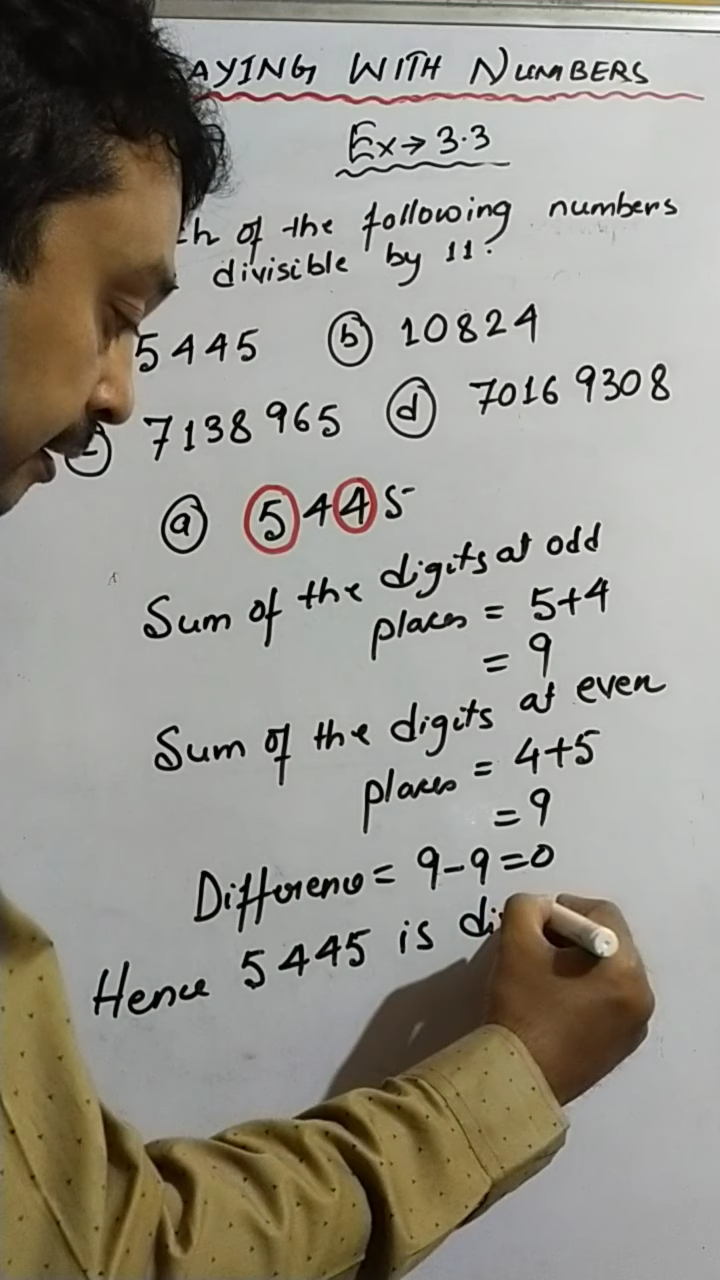 AYING WITH NUMBERS
Ex→3.3
of the following numbers
divisible by 11?
5445 (b) 10824
7138965 (d) 70169308
(a) 5445
Sum of the digits at odd
places = 5+4
= 9
Sum of the digits at even
places = 4+5
= 9
Difference = 9-9=0
Hence 5445 is di